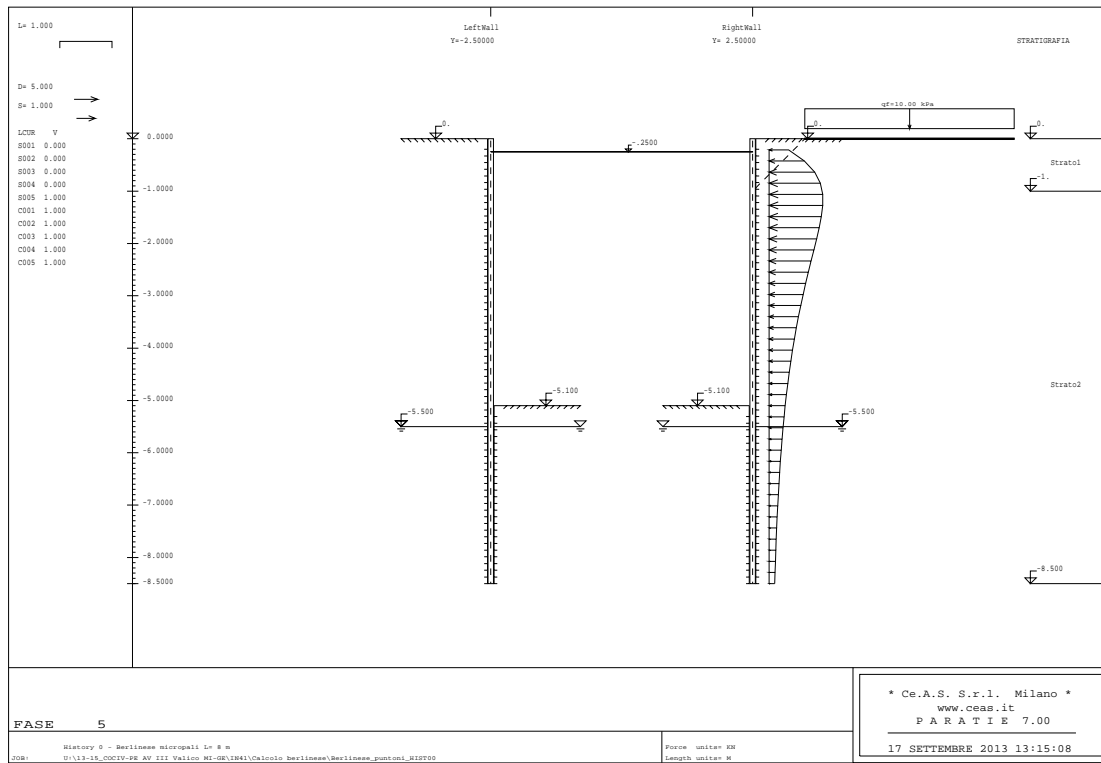 L= 1.000
LeftWall
Y=-2.50000
RightWall
Y= 2.50000
STRATIGRAFIA
D= 5.000
S= 1.000
qf=10.00 kPa
LCUR V
S001 0.000
S002 0.000
S003 0.000
S004 0.000
S005 1.000
C001 1.000
C002 1.000
C003 1.000
C004 1.000
C005 1.000
0.0000
-1.0000
-2.0000
-3.0000
-4.0000
-5.0000
-6.0000
-7.0000
-8.0000
-8.5000
0.
-.2500
0.
0.
Strato1
-1.
-5.100
-5.100
-5.500
-5.500
Strato2
-8.500
FASE 5
History 0 - Berlinese micropali L= 8 m
JOB: U:\13-15_COCIV-PE AV III Valico MI-GE\IN41\Calcolo berlinese\Berlinese_puntoni_HIST00
Force units= KN
Length units= M
* Ce.A.S. S.r.l. Milano *
www.ceas.it
P A R A T I E 7.00
17 SETTEMBRE 2013 13:15:08